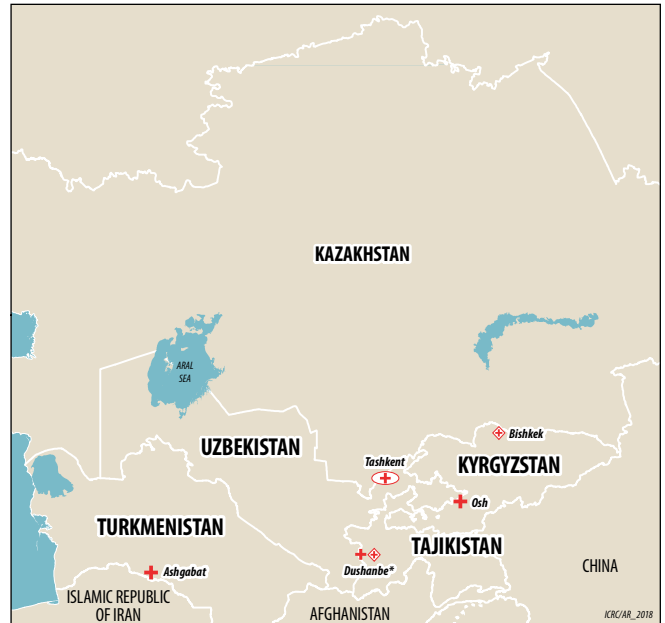 KAZAKHSTAN
ARAL
SEA
Bishkek
UZBEKISTAN
Tashkent
KYRGYZSTAN
Osh
TURKMENISTAN
TAJIKISTAN
Ashgabat
Dushanbe*
CHINA
ISLAMIC REPUBLIC
OF IRAN
AFGHANISTAN
ICRC/AR_2018